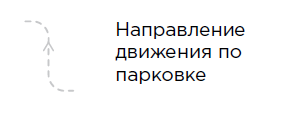 Направление
движения по
парковке